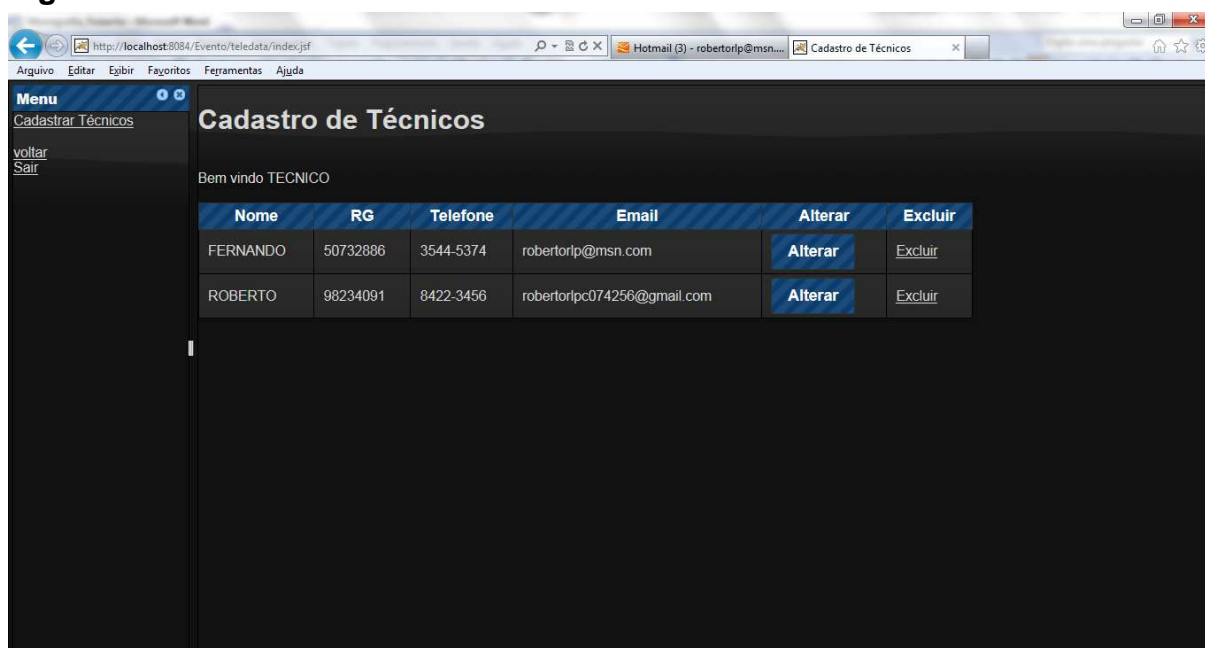 http://localhost:8084/Evento/teledata/index.jsf
Hotmail (3) - robertorlp@msn....
Cadastro de Técnicos
Arquivo Editar Exibir Favoritos Ferramentas Ajuda
Menu
Cadastrar Técnicos
voltar
Sair
Cadastro de Técnicos
Bem vindo TECNICO
Nome RG Telefone Email Alterar Excluir
FERNANDO 50732886 3544-5374 robertorlp@msn.com Alterar Excluir
ROBERTO 98234091 8422-3456 robertorlpc074256@gmail.com Alterar Excluir